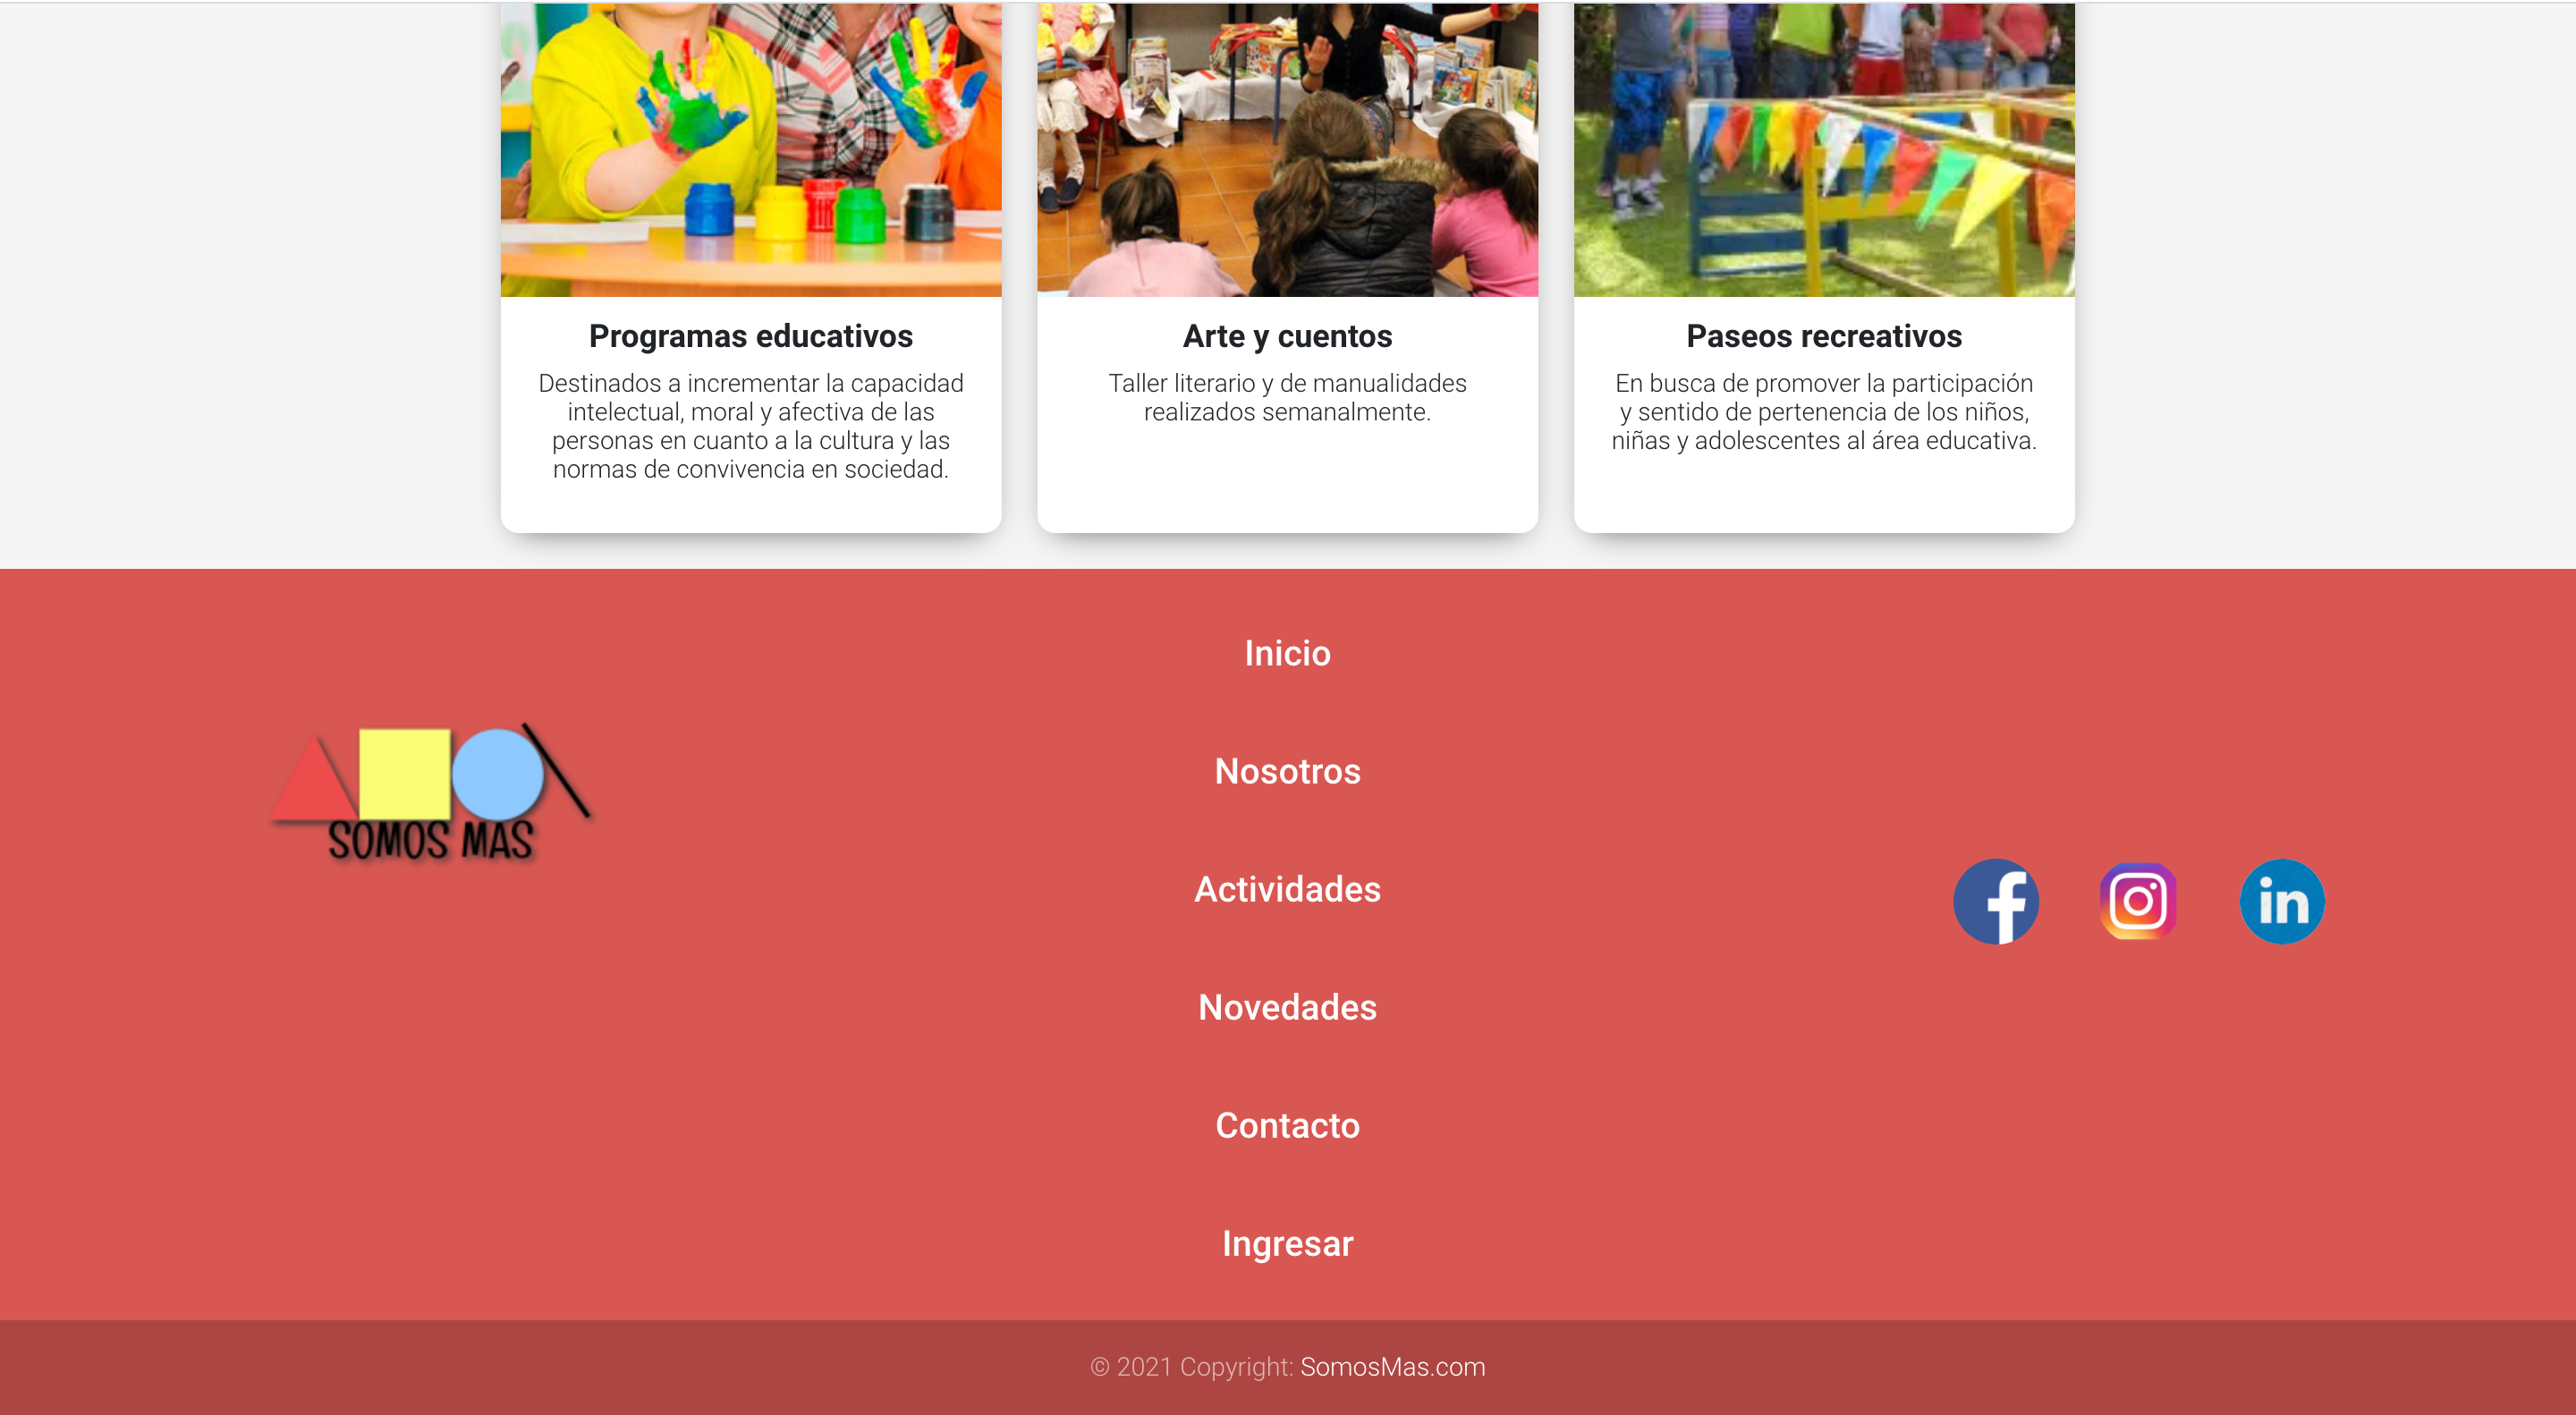 Programas educativos
Destinados a incrementar la capacidad
intelectual, moral y afectiva de las
personas en cuanto a la cultura y las
normas de convivencia en sociedad.
Arte y cuentos
Taller literario y de manualidades
realizados semanalmente.
Paseos recreativos
En busca de promover la participación
y sentido de pertenencia de los niños,
niñas y adolescentes al área educativa.
SOMOS MAS
Inicio
Nosotros
Actividades
Novedades
Contacto
Ingresar
f
in
© 2021 Copyright: SomosMas.com